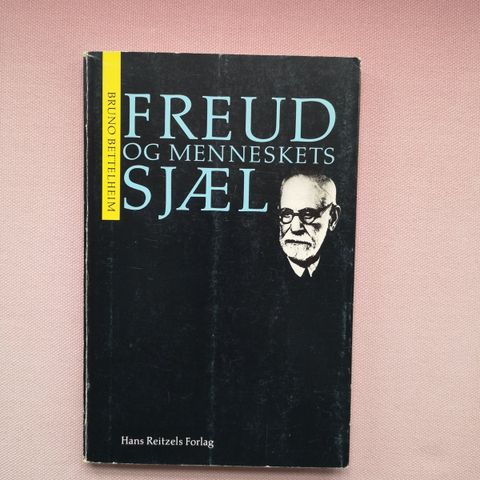 BRUNO BETTELHEIM
FREUD
OG MENNESKETS
SJÆL
Hans Reitzels Forlag